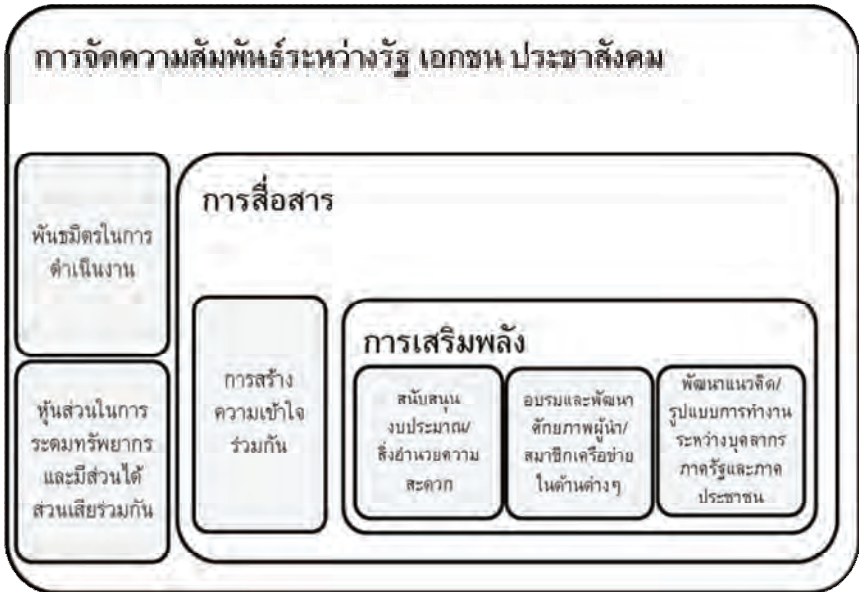 การจัดความสัมพันธ์ระหว่างรัฐ เอกชน ประชาสังคม
พันธมิตรในการ
ดำเนินงาน
หุ้นส่วนในการ
ระดมทรัพยากร
และมีส่วนได้
ส่วนเสียร่วมกัน
การสื่อสาร
การสร้าง
ความเข้าใจ
ร่วมกัน
การเสริมพลัง
สนับสนุน
งบประมาณ/
สิ่งอำนวยความ
สะดวก
อบรมและพัฒนา
ศักยภาพผู้นำ/
สมาชิกเครือข่าย
ในด้านต่างๆ
พัฒนาแนวคิด/
รูปแบบการทำงาน
ระหว่างบุคลากร
ภาครัฐและภาค
ประชาชน